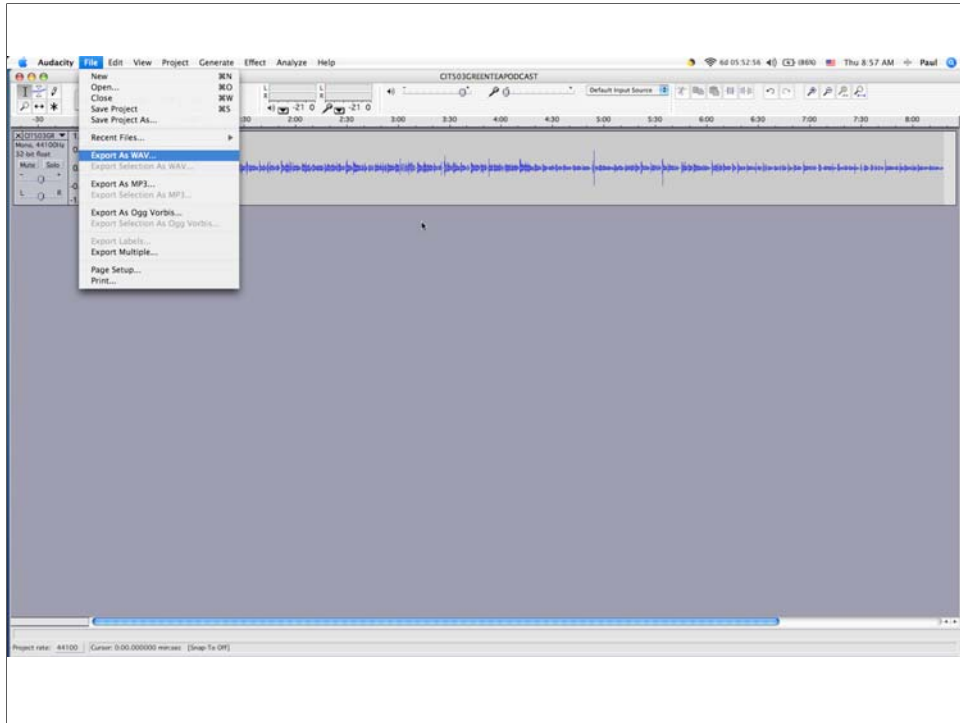 Audacity File Edit View Project Generate Effect Analyze Help Thu 8:57 AM Paul
CITS03GREENTEAPODCAST
New ⌘N
Open... ⌘O
Close ⌘W
Save Project ⌘S
Save Project As...
Recent Files...
Export As WAV...
Export Selection As WAV...
Export As MP3...
Export Selection As MP3...
Export As Ogg Vorbis...
Export Selection As Ogg Vorbis...
Export Labels...
Export Multiple...
Page Setup...
Print...
L R L R
-21 0 -21 0
Default Input Source
-30 2:00 2:30 3:00 3:30 4:00 4:30 5:00 5:30 6:00 6:30 7:00 7:30 8:00
Mono, 44100Hz
32-bit float
Mute Solo
- +
L R
Project rate: 44100 Cursor: 0:00.000000 min:sec [Snap-To Off]